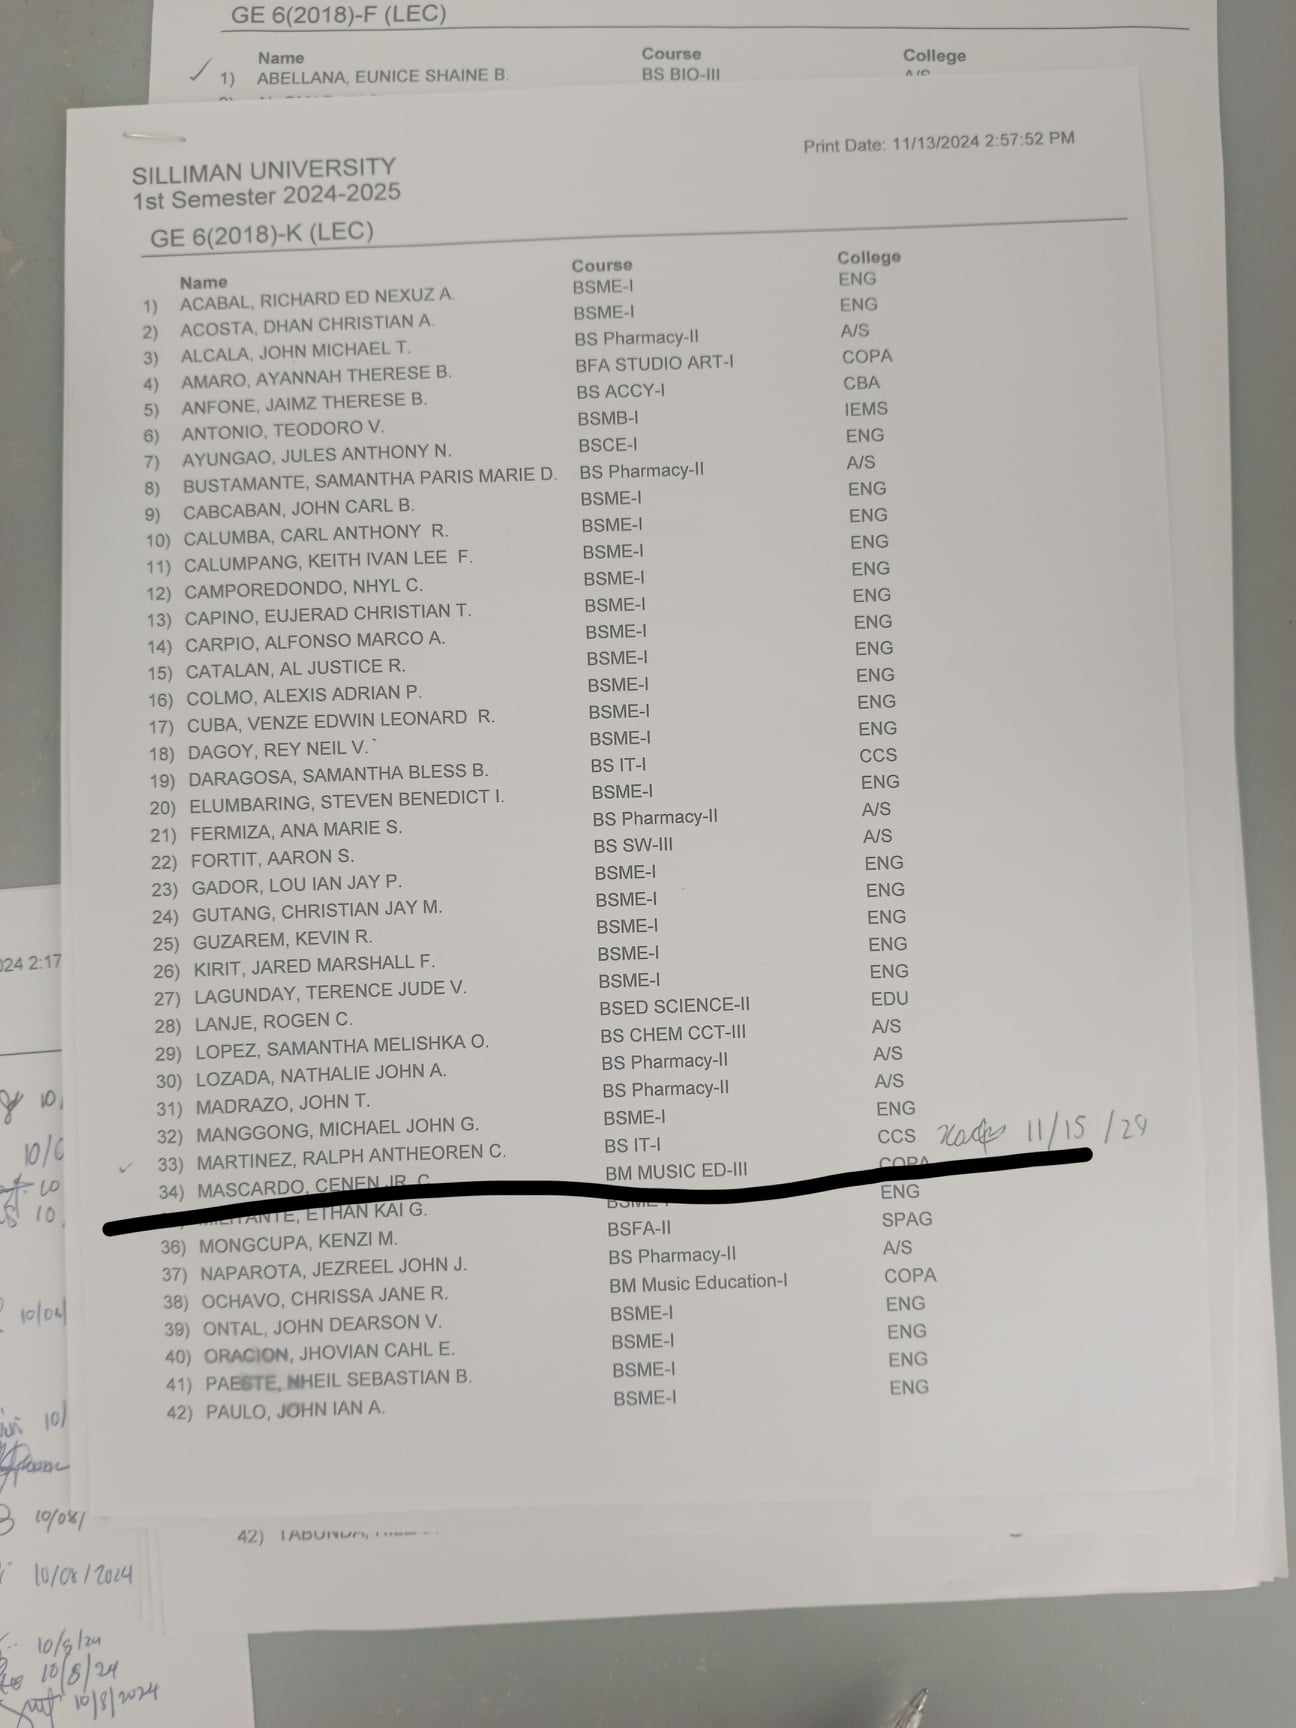 GE 6(2018)-F (LEC)
Name Course College
1) ABELLANA, EUNICE SHAINE B. BS BIO-III A/S
Print Date: 11/13/2024 2:57:52 PM
SILLIMAN UNIVERSITY
1st Semester 2024-2025
GE 6(2018)-K (LEC)
Name Course College
1) ACABAL, RICHARD ED NEXUZ A. BSME-I ENG
2) ACOSTA, DHAN CHRISTIAN A. BSME-I ENG
3) ALCALA, JOHN MICHAEL T. BS Pharmacy-II A/S
4) AMARO, AYANNAH THERESE B. BFA STUDIO ART-I COPA
5) ANFONE, JAIMZ THERESE B. BS ACCY-I CBA
6) ANTONIO, TEODORO V. BSMB-I IEMS
7) AYUNGAO, JULES ANTHONY N. BSCE-I ENG
8) BUSTAMANTE, SAMANTHA PARIS MARIE D. BS Pharmacy-II A/S
9) CABCABAN, JOHN CARL B. BSME-I ENG
10) CALUMBA, CARL ANTHONY R. BSME-I ENG
11) CALUMPANG, KEITH IVAN LEE F. BSME-I ENG
12) CAMPOREDONDO, NHYL C. BSME-I ENG
13) CAPINO, EUJERAD CHRISTIAN T. BSME-I ENG
14) CARPIO, ALFONSO MARCO A. BSME-I ENG
15) CATALAN, AL JUSTICE R. BSME-I ENG
16) COLMO, ALEXIS ADRIAN P. BSME-I ENG
17) CUBA, VENZE EDWIN LEONARD R. BSME-I ENG
18) DAGOY, REY NEIL V. BSME-I ENG
19) DARAGOSA, SAMANTHA BLESS B. BS IT-I CCS
20) ELUMBARING, STEVEN BENEDICT I. BSME-I ENG
21) FERMIZA, ANA MARIE S. BS Pharmacy-II A/S
22) FORTIT, AARON S. BS SW-III A/S
23) GADOR, LOU IAN JAY P. BSME-I ENG
24) GUTANG, CHRISTIAN JAY M. BSME-I ENG
25) GUZAREM, KEVIN R. BSME-I ENG
26) KIRIT, JARED MARSHALL F. BSME-I ENG
27) LAGUNDAY, TERENCE JUDE V. BSME-I ENG
28) LANJE, ROGEN C. BSED SCIENCE-II EDU
29) LOPEZ, SAMANTHA MELISHKA O. BS CHEM CCT-III A/S
30) LOZADA, NATHALIE JOHN A. BS Pharmacy-II A/S
31) MADRAZO, JOHN T. BS Pharmacy-II A/S
32) MANGGONG, MICHAEL JOHN G. BSME-I ENG
33) MARTINEZ, RALPH ANTHEOREN C. BS IT-I CCS 11/15/24
34) MASCARDO, CENEN JR. C. BM MUSIC ED-III COPA
MILITANTE, ETHAN KAI G. BSME-I ENG
36) MONGCUPA, KENZI M. BSFA-II SPAG
37) NAPAROTA, JEZREEL JOHN J. BS Pharmacy-II A/S
38) OCHAVO, CHRISSA JANE R. BM Music Education-I COPA
39) ONTAL, JOHN DEARSON V. BSME-I ENG
40) ORACION, JHOVIAN CAHL E. BSME-I ENG
41) PAESTE, NHEIL SEBASTIAN B. BSME-I ENG
42) PAULO, JOHN IAN A. BSME-I ENG
42) TABUNDA,
024 2:17
10/08/
10/08/2024
10/8/24
10/8/24
10/8/2024